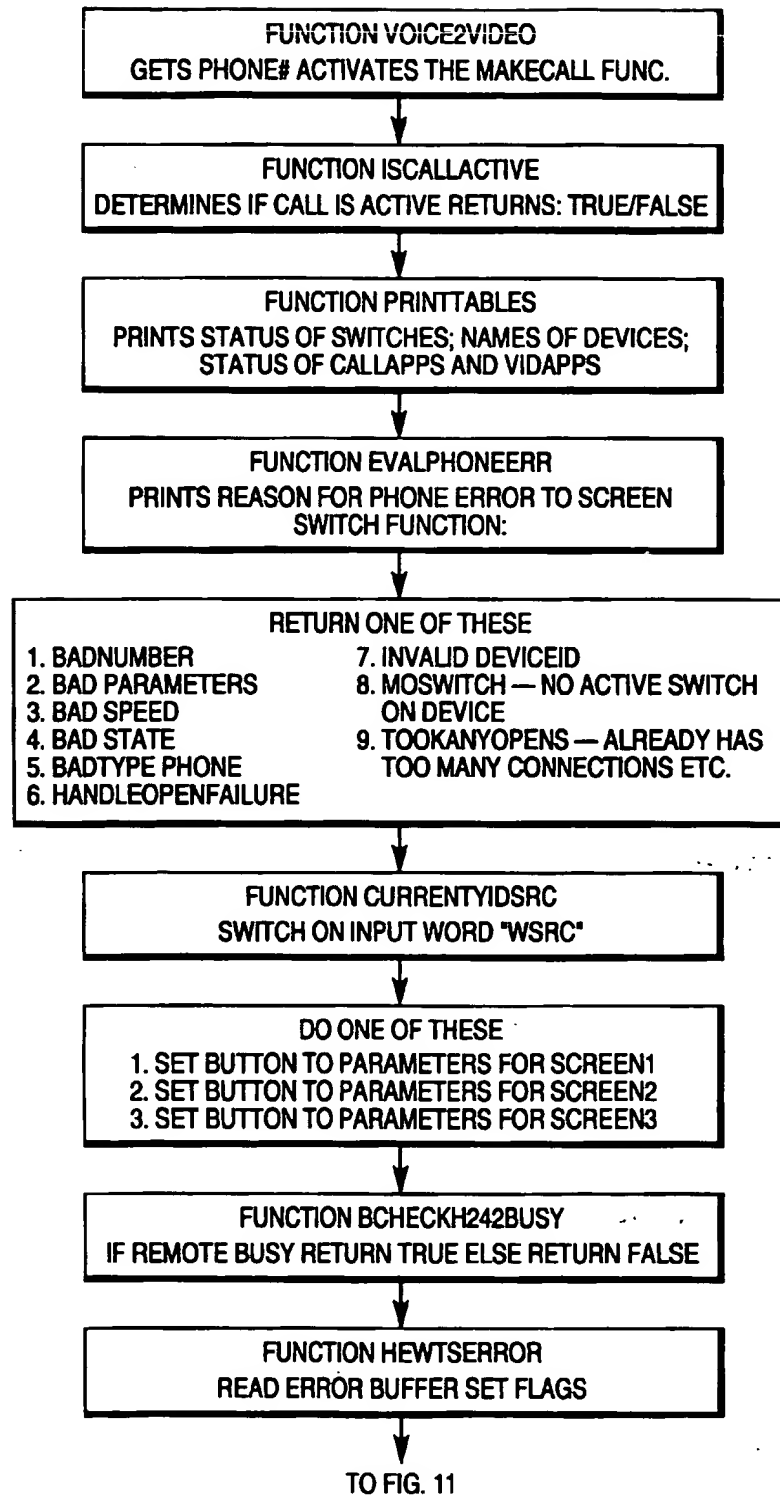 FUNCTION VOICE2VIDEO
GETS PHONE# ACTIVATES THE MAKECALL FUNC.
FUNCTION ISCALLACTIVE
DETERMINES IF CALL IS ACTIVE RETURNS: TRUE/FALSE
FUNCTION PRINTTABLES
PRINTS STATUS OF SWITCHES; NAMES OF DEVICES;
STATUS OF CALLAPPS AND VIDAPPS
FUNCTION EVALPHONEERR
PRINTS REASON FOR PHONE ERROR TO SCREEN
SWITCH FUNCTION:
RETURN ONE OF THESE
1. BADNUMBER
2. BAD PARAMETERS
3. BAD SPEED
4. BAD STATE
5. BADTYPE PHONE
6. HANDLEOPENFAILURE
7. INVALID DEVICEID
8. MOSWITCH — NO ACTIVE SWITCH
ON DEVICE
9. TOOKANYOPENS — ALREADY HAS
TOO MANY CONNECTIONS ETC.
FUNCTION CURRENTYIDSRC
SWITCH ON INPUT WORD "WSRC"
DO ONE OF THESE
1. SET BUTTON TO PARAMETERS FOR SCREEN1
2. SET BUTTON TO PARAMETERS FOR SCREEN2
3. SET BUTTON TO PARAMETERS FOR SCREEN3
FUNCTION BCHECKH242BUSY
IF REMOTE BUSY RETURN TRUE ELSE RETURN FALSE
FUNCTION HEWTSERROR
READ ERROR BUFFER SET FLAGS
TO FIG. 11